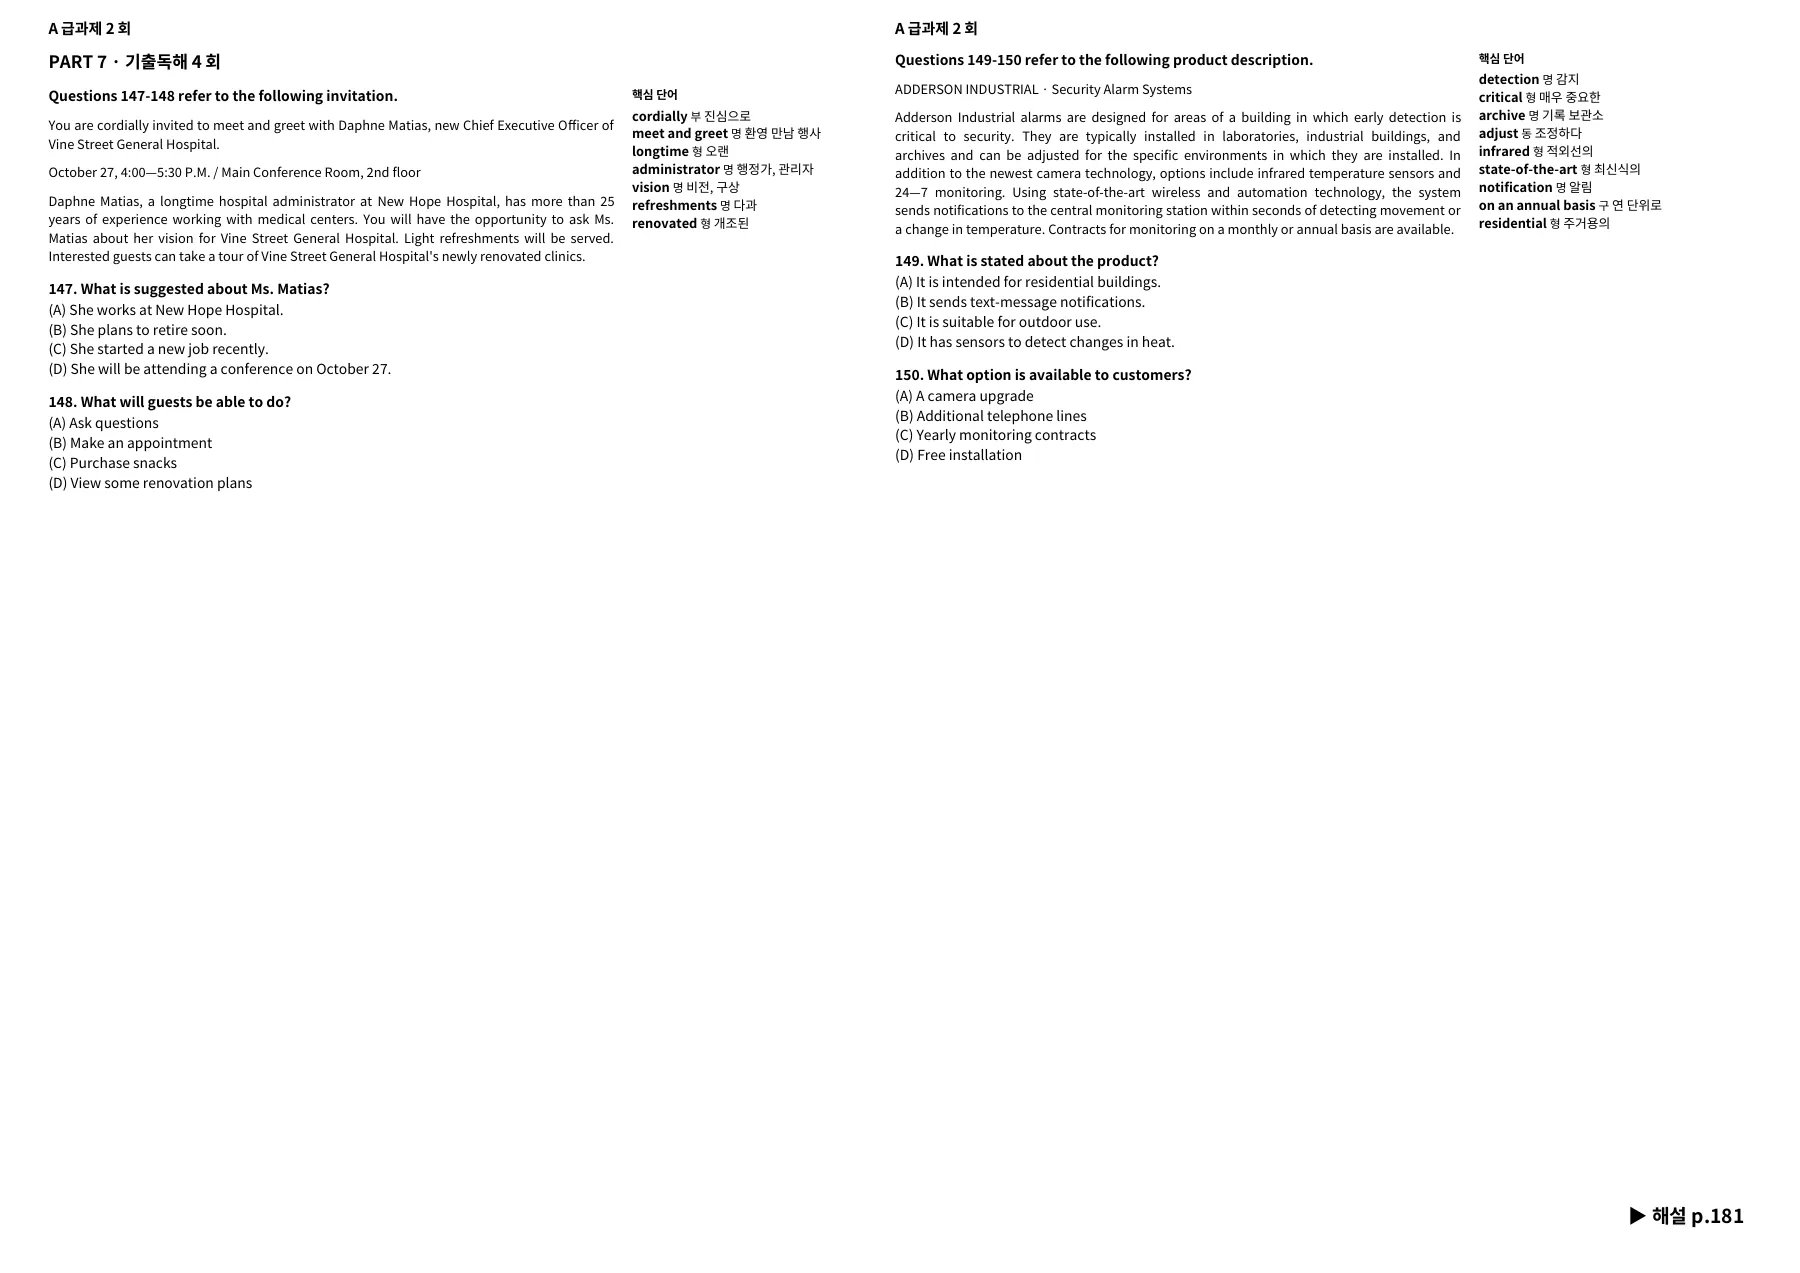 A 급과제 2 회
PART 7 · 기출독해 4 회
Questions 147-148 refer to the following invitation.
You are cordially invited to meet and greet with Daphne Matias, new Chief Executive Officer of
Vine Street General Hospital.
October 27, 4:00—5:30 P.M. / Main Conference Room, 2nd floor
Daphne Matias, a longtime hospital administrator at New Hope Hospital, has more than 25
years of experience working with medical centers. You will have the opportunity to ask Ms.
Matias about her vision for Vine Street General Hospital. Light refreshments will be served.
Interested guests can take a tour of Vine Street General Hospital's newly renovated clinics.
147. What is suggested about Ms. Matias?
(A) She works at New Hope Hospital.
(B) She plans to retire soon.
(C) She started a new job recently.
(D) She will be attending a conference on October 27.
148. What will guests be able to do?
(A) Ask questions
(B) Make an appointment
(C) Purchase snacks
(D) View some renovation plans
핵심 단어
cordially 부 진심으로
meet and greet 명 환영 만남 행사
longtime 형 오랜
administrator 명 행정가, 관리자
vision 명 비전, 구상
refreshments 명 다과
renovated 형 개조된
A 급과제 2 회
Questions 149-150 refer to the following product description.
ADDERSON INDUSTRIAL · Security Alarm Systems
Adderson Industrial alarms are designed for areas of a building in which early detection is
critical to security. They are typically installed in laboratories, industrial buildings, and
archives and can be adjusted for the specific environments in which they are installed. In
addition to the newest camera technology, options include infrared temperature sensors and
24—7 monitoring. Using state-of-the-art wireless and automation technology, the system
sends notifications to the central monitoring station within seconds of detecting movement or
a change in temperature. Contracts for monitoring on a monthly or annual basis are available.
149. What is stated about the product?
(A) It is intended for residential buildings.
(B) It sends text-message notifications.
(C) It is suitable for outdoor use.
(D) It has sensors to detect changes in heat.
150. What option is available to customers?
(A) A camera upgrade
(B) Additional telephone lines
(C) Yearly monitoring contracts
(D) Free installation
핵심 단어
detection 명 감지
critical 형 매우 중요한
archive 명 기록 보관소
adjust 동 조정하다
infrared 형 적외선의
state-of-the-art 형 최신식의
notification 명 알림
on an annual basis 구 연 단위로
residential 형 주거용의
▶ 해설 p.181